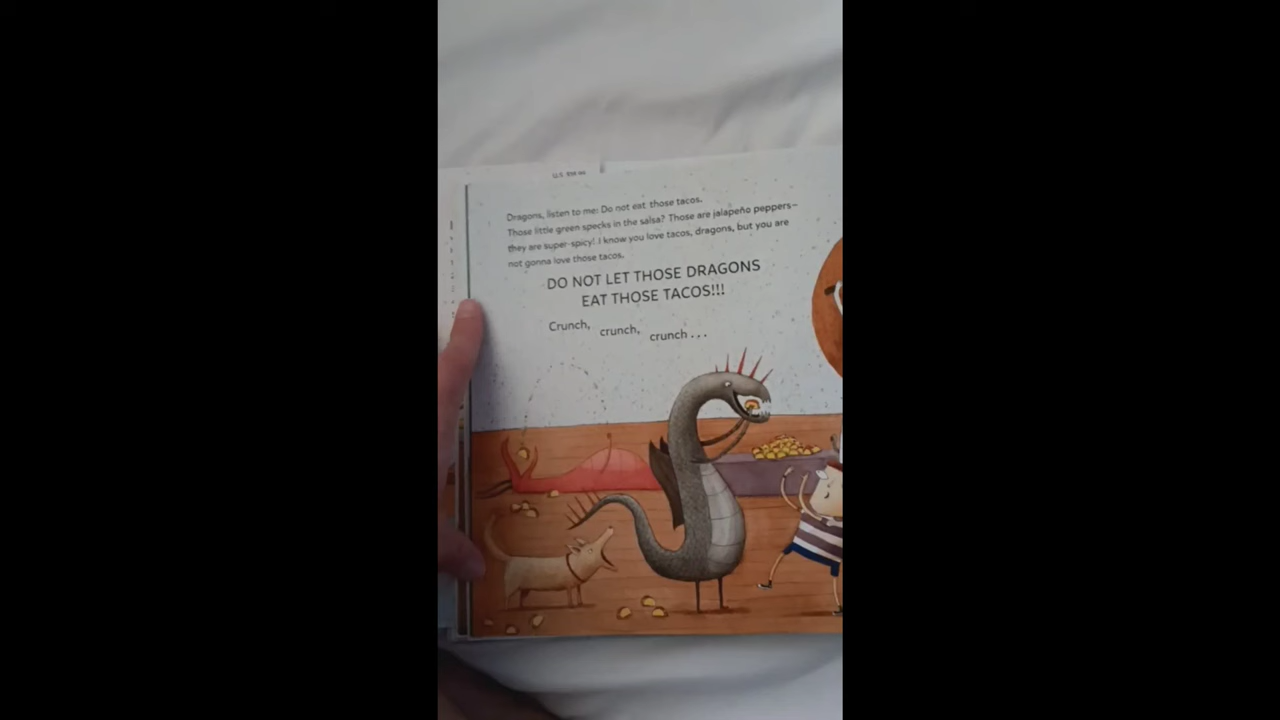 Dragons, listen to me: Do not eat those tacos.
Those little green specks in the salsa? Those are jalapeño peppers—
they are super-spicy! I know you love tacos, dragons, but you are
not gonna love those tacos.
DO NOT LET THOSE DRAGONS
EAT THOSE TACOS!!!
Crunch, crunch, crunch . . .